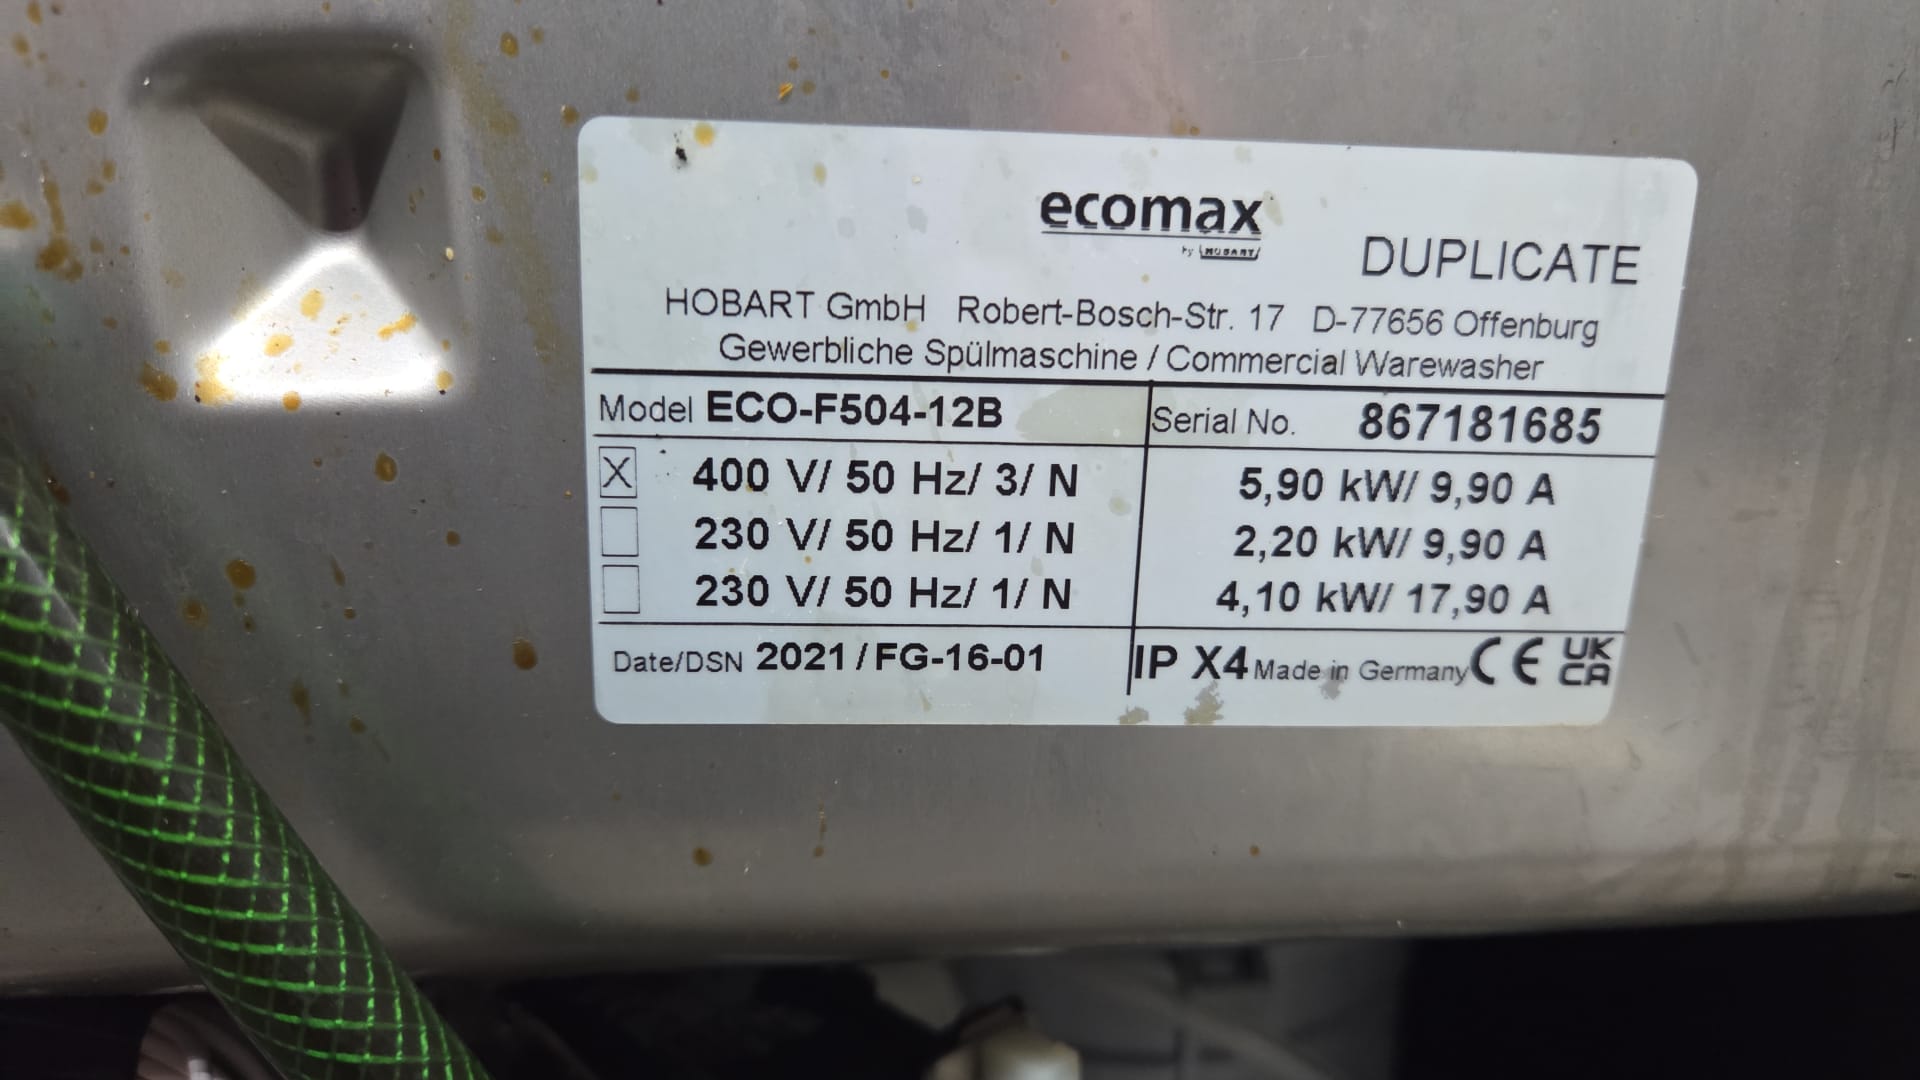 ecomax
by HOBART
DUPLICATE
HOBART GmbH Robert-Bosch-Str. 17 D-77656 Offenburg
Gewerbliche Spülmaschine / Commercial Warewasher
Model ECO-F504-12B Serial No. 867181685
X 400 V/ 50 Hz/ 3/ N 5,90 kW/ 9,90 A
230 V/ 50 Hz/ 1/ N 2,20 kW/ 9,90 A
230 V/ 50 Hz/ 1/ N 4,10 kW/ 17,90 A
Date/DSN 2021 / FG-16-01 IP X4 Made in Germany CE UK CA